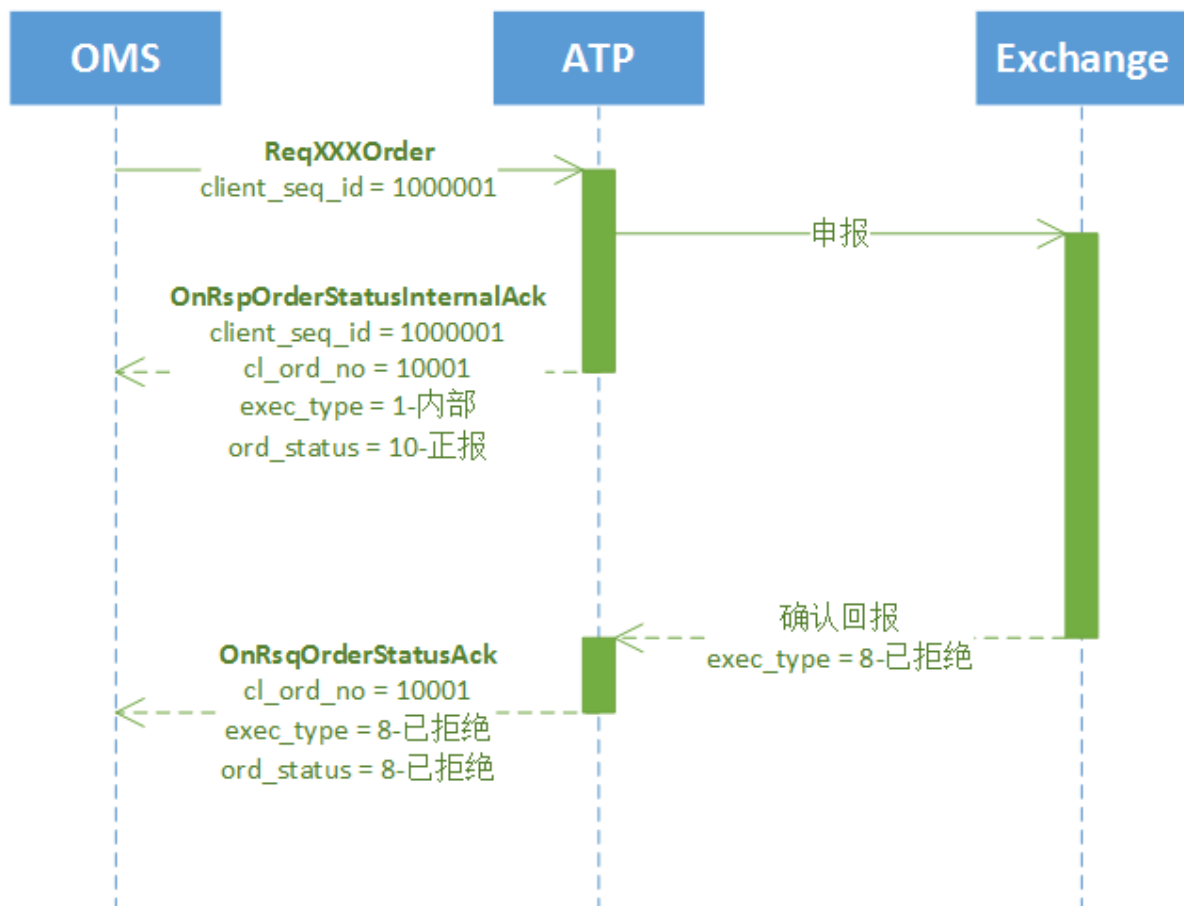 OMS
ATP
Exchange
ReqXXXOrder
client_seq_id = 1000001
申报
OnRspOrderStatusInternalAck
client_seq_id = 1000001
cl_ord_no = 10001
exec_type = 1-内部
ord_status = 10-正报
确认回报
exec_type = 8-已拒绝
OnRsqOrderStatusAck
cl_ord_no = 10001
exec_type = 8-已拒绝
ord_status = 8-已拒绝